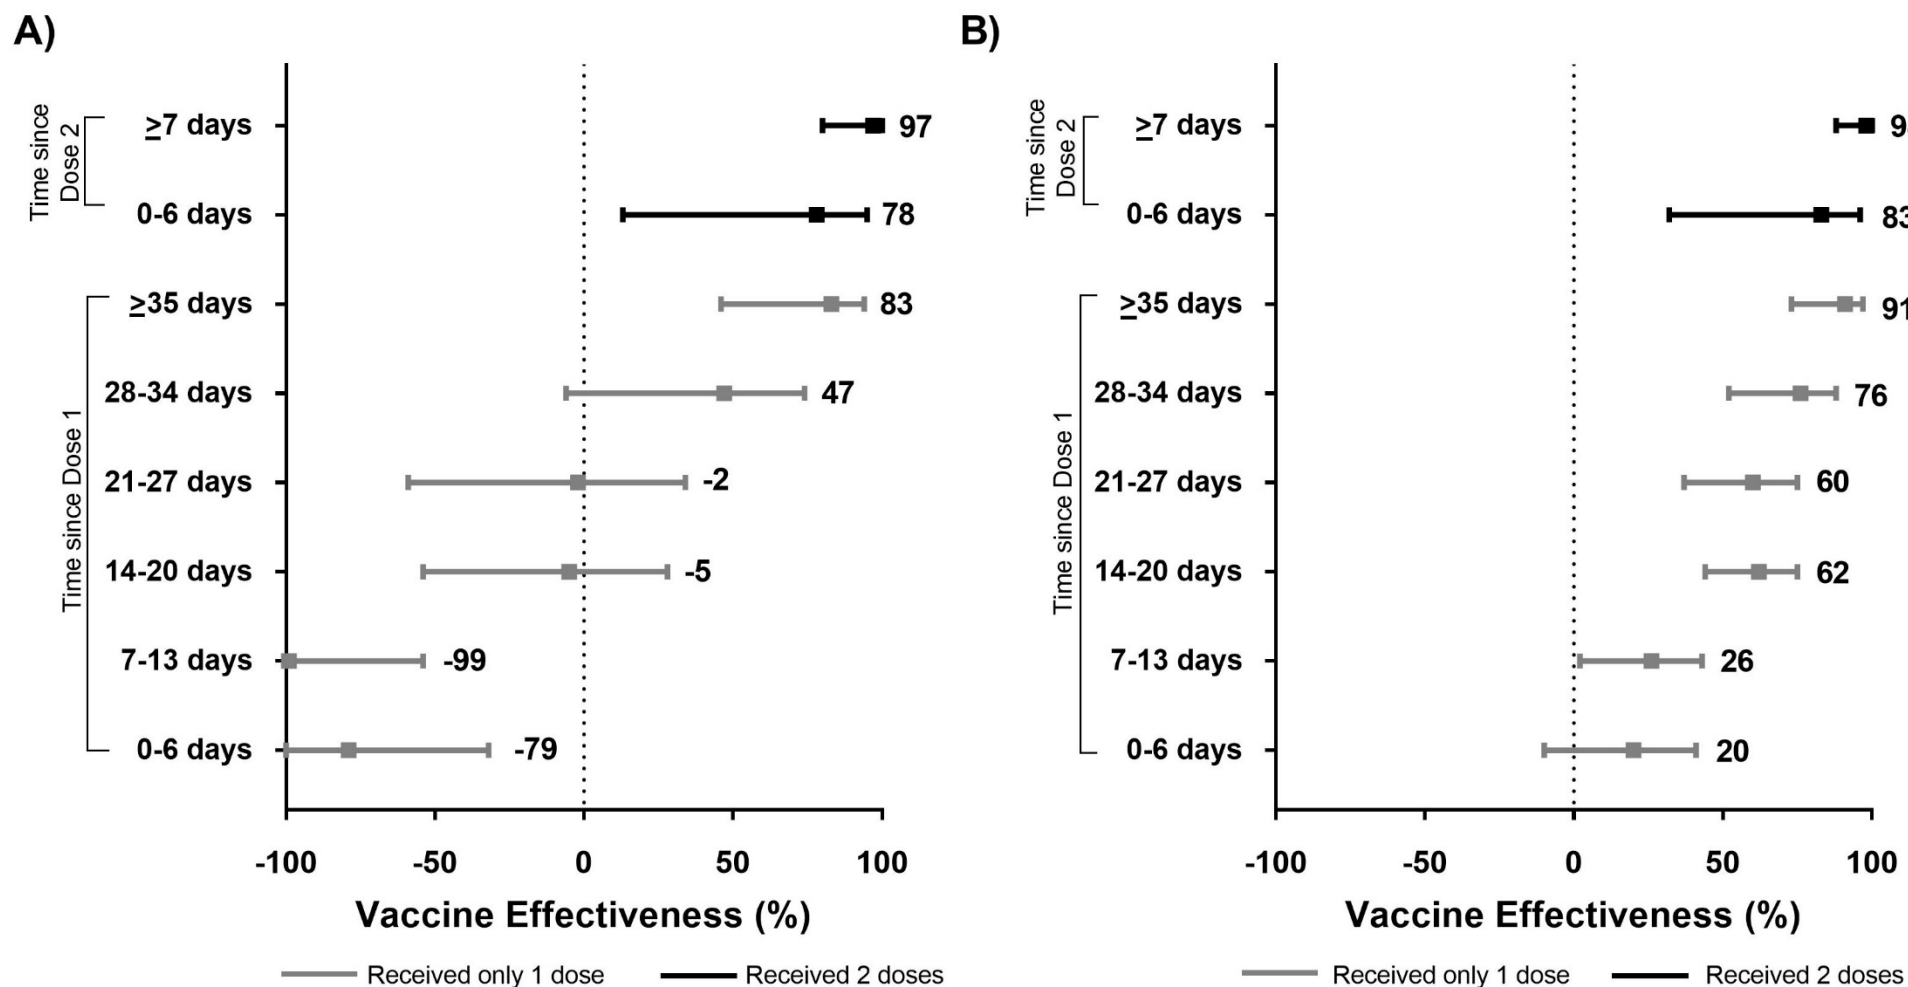 A)
Time since
Dose 2
≥7 days
97
0-6 days
78
Time since Dose 1
≥35 days
83
28-34 days
47
21-27 days
-2
14-20 days
-5
7-13 days
-99
0-6 days
-79
-100 -50 0 50 100
Vaccine Effectiveness (%)
Received only 1 dose Received 2 doses
B)
Time since
Dose 2
≥7 days
0-6 days
83
Time since Dose 1
≥35 days
91
28-34 days
76
21-27 days
60
14-20 days
62
7-13 days
26
0-6 days
20
-100 -50 0 50 100
Vaccine Effectiveness (%)
Received only 1 dose Received 2 doses